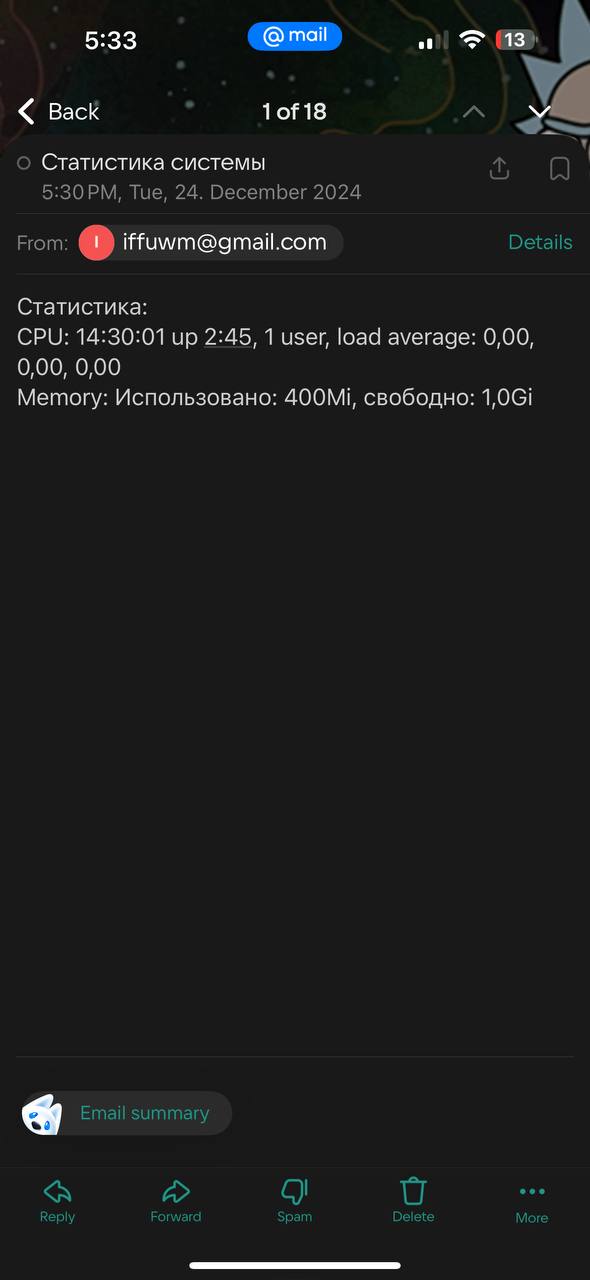 5:33
@mail
13
Back
1 of 18
Статистика системы
5:30 PM, Tue, 24. December 2024
From:
I
iffuwm@gmail.com
Details
Статистика:
CPU: 14:30:01 up 2:45, 1 user, load average: 0,00,
0,00, 0,00
Memory: Использовано: 400Mi, свободно: 1,0Gi
Email summary
Reply
Forward
Spam
Delete
More